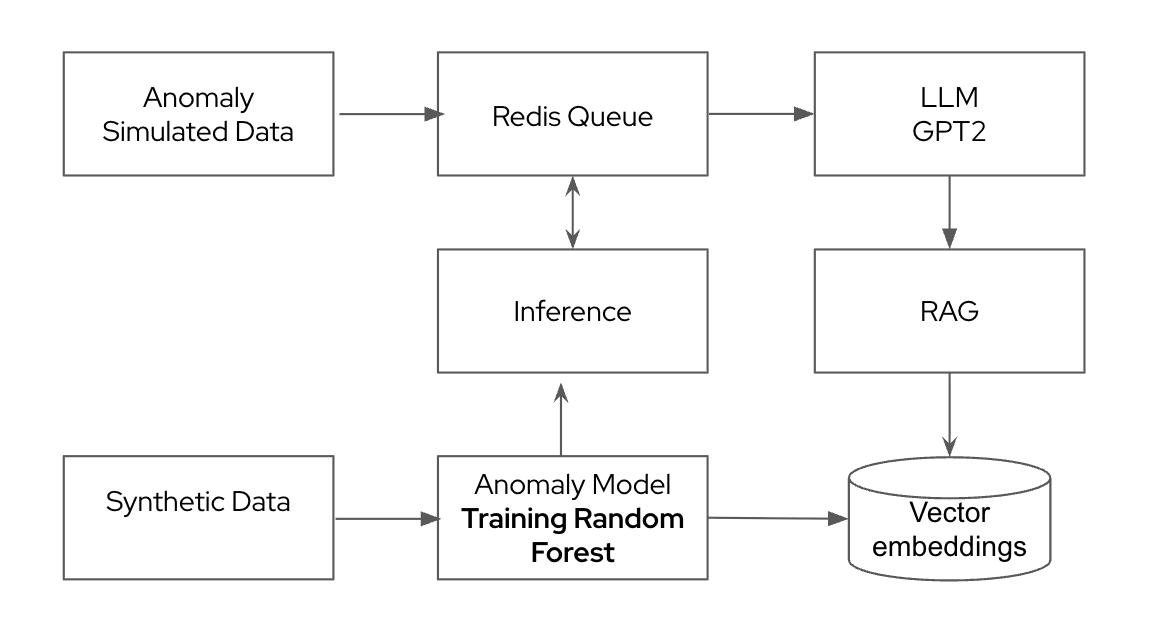 Anomaly
Simulated Data
Redis Queue
LLM
GPT2
Inference
RAG
Synthetic Data
Anomaly Model
Training Random
Forest
Vector
embeddings